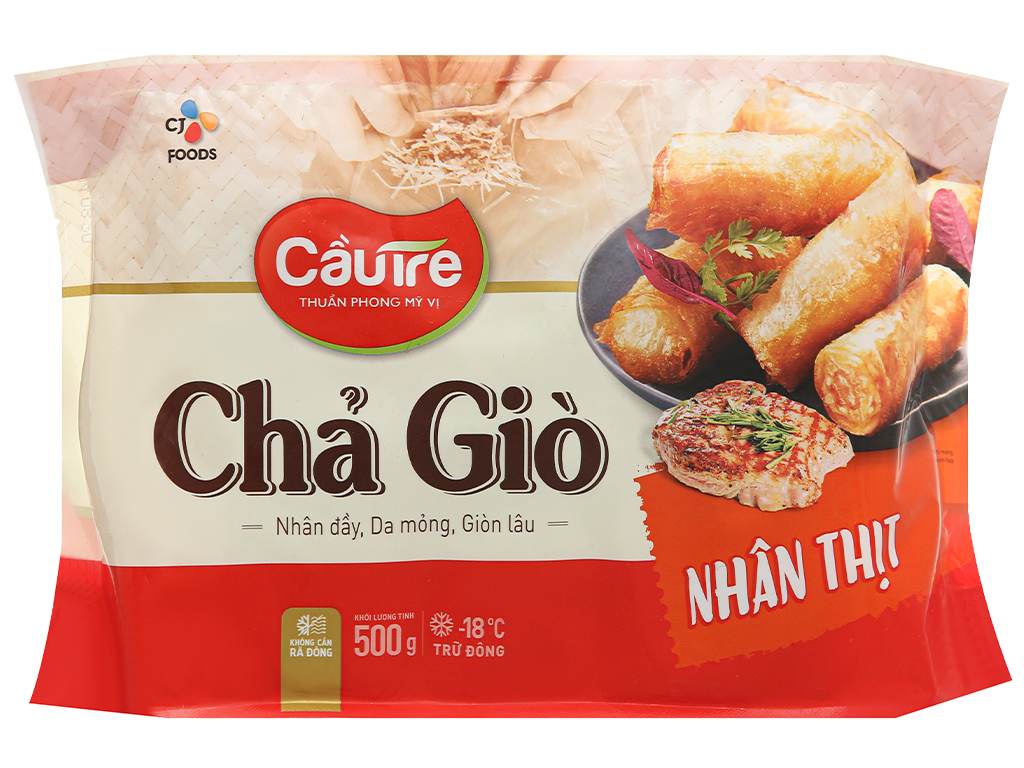 CJ
FOODS
CẦUTRE
THUẦN PHONG MỸ VỊ
Chả Giò
Nhân đầy, Da mỏng, Giòn lâu
NHÂN THỊT
KHÔNG CẦN
RÃ ĐÔNG
KHỐI LƯỢNG TỊNH
500 g
-18 °C
TRỮ ĐÔNG